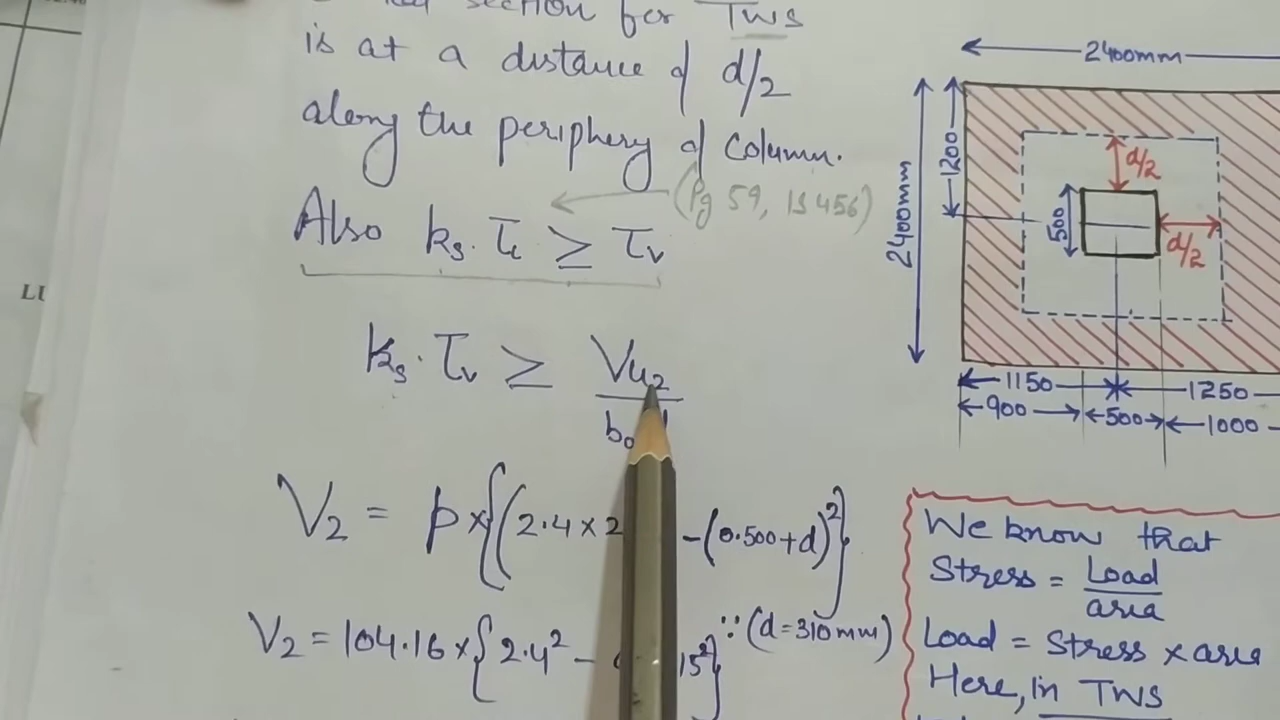 section for TWS
is at a distance of d/2
along the periphery of column.
(Pg 59, IS 456)
Also ks.τc ≥ τv
ks.τv ≥ Vu2
bo
V2 = p×{(2.4×2 -(0.500+d)²}
V2 = 104.16×{2.4² - 15²} ∵(d=310mm)
2400mm
2400mm
1200
500
d/2
d/2
1150
1250
900
500
1000
We know that
Stress = Load
area
Load = Stress × area
Here, in TWS